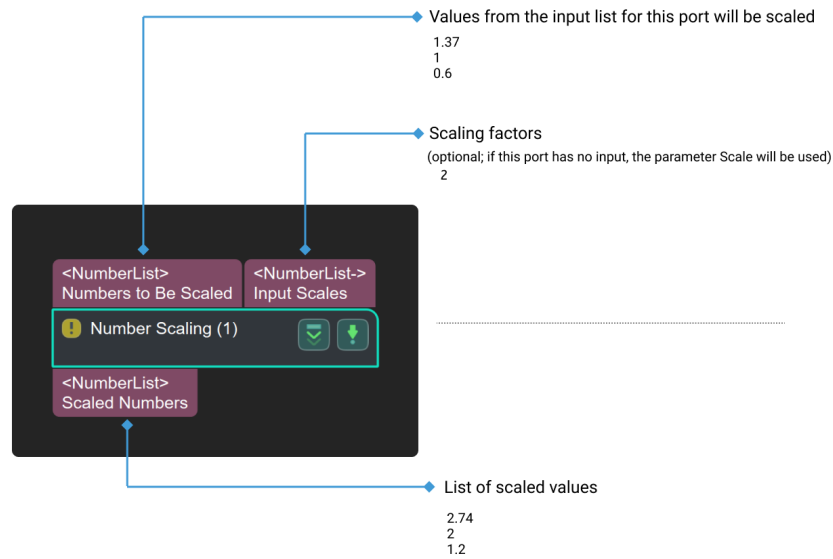 Values from the input list for this port will be scaled
1.37
1
0.6
Scaling factors
(optional; if this port has no input, the parameter Scale will be used)
2
<NumberList>
Numbers to Be Scaled
<NumberList->
Input Scales
Number Scaling (1)
<NumberList>
Scaled Numbers
List of scaled values
2.74
2
1.2